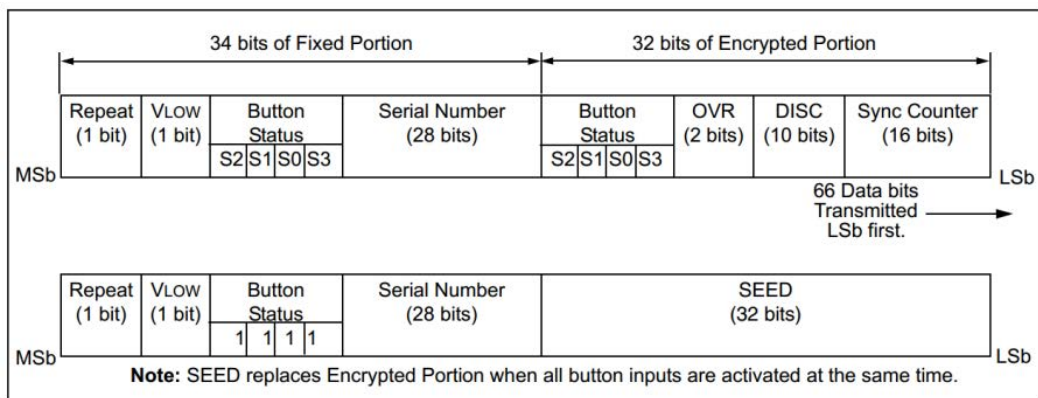 34 bits of Fixed Portion 32 bits of Encrypted Portion
Repeat VLOW Button Serial Number Button OVR DISC Sync Counter
(1 bit) (1 bit) Status (28 bits) Status (2 bits) (10 bits) (16 bits)
S2 S1 S0 S3 S2 S1 S0 S3
MSb LSb
66 Data bits
Transmitted
LSb first.
Repeat VLOW Button Serial Number SEED
(1 bit) (1 bit) Status (28 bits) (32 bits)
1 1 1 1
MSb LSb
Note: SEED replaces Encrypted Portion when all button inputs are activated at the same time.